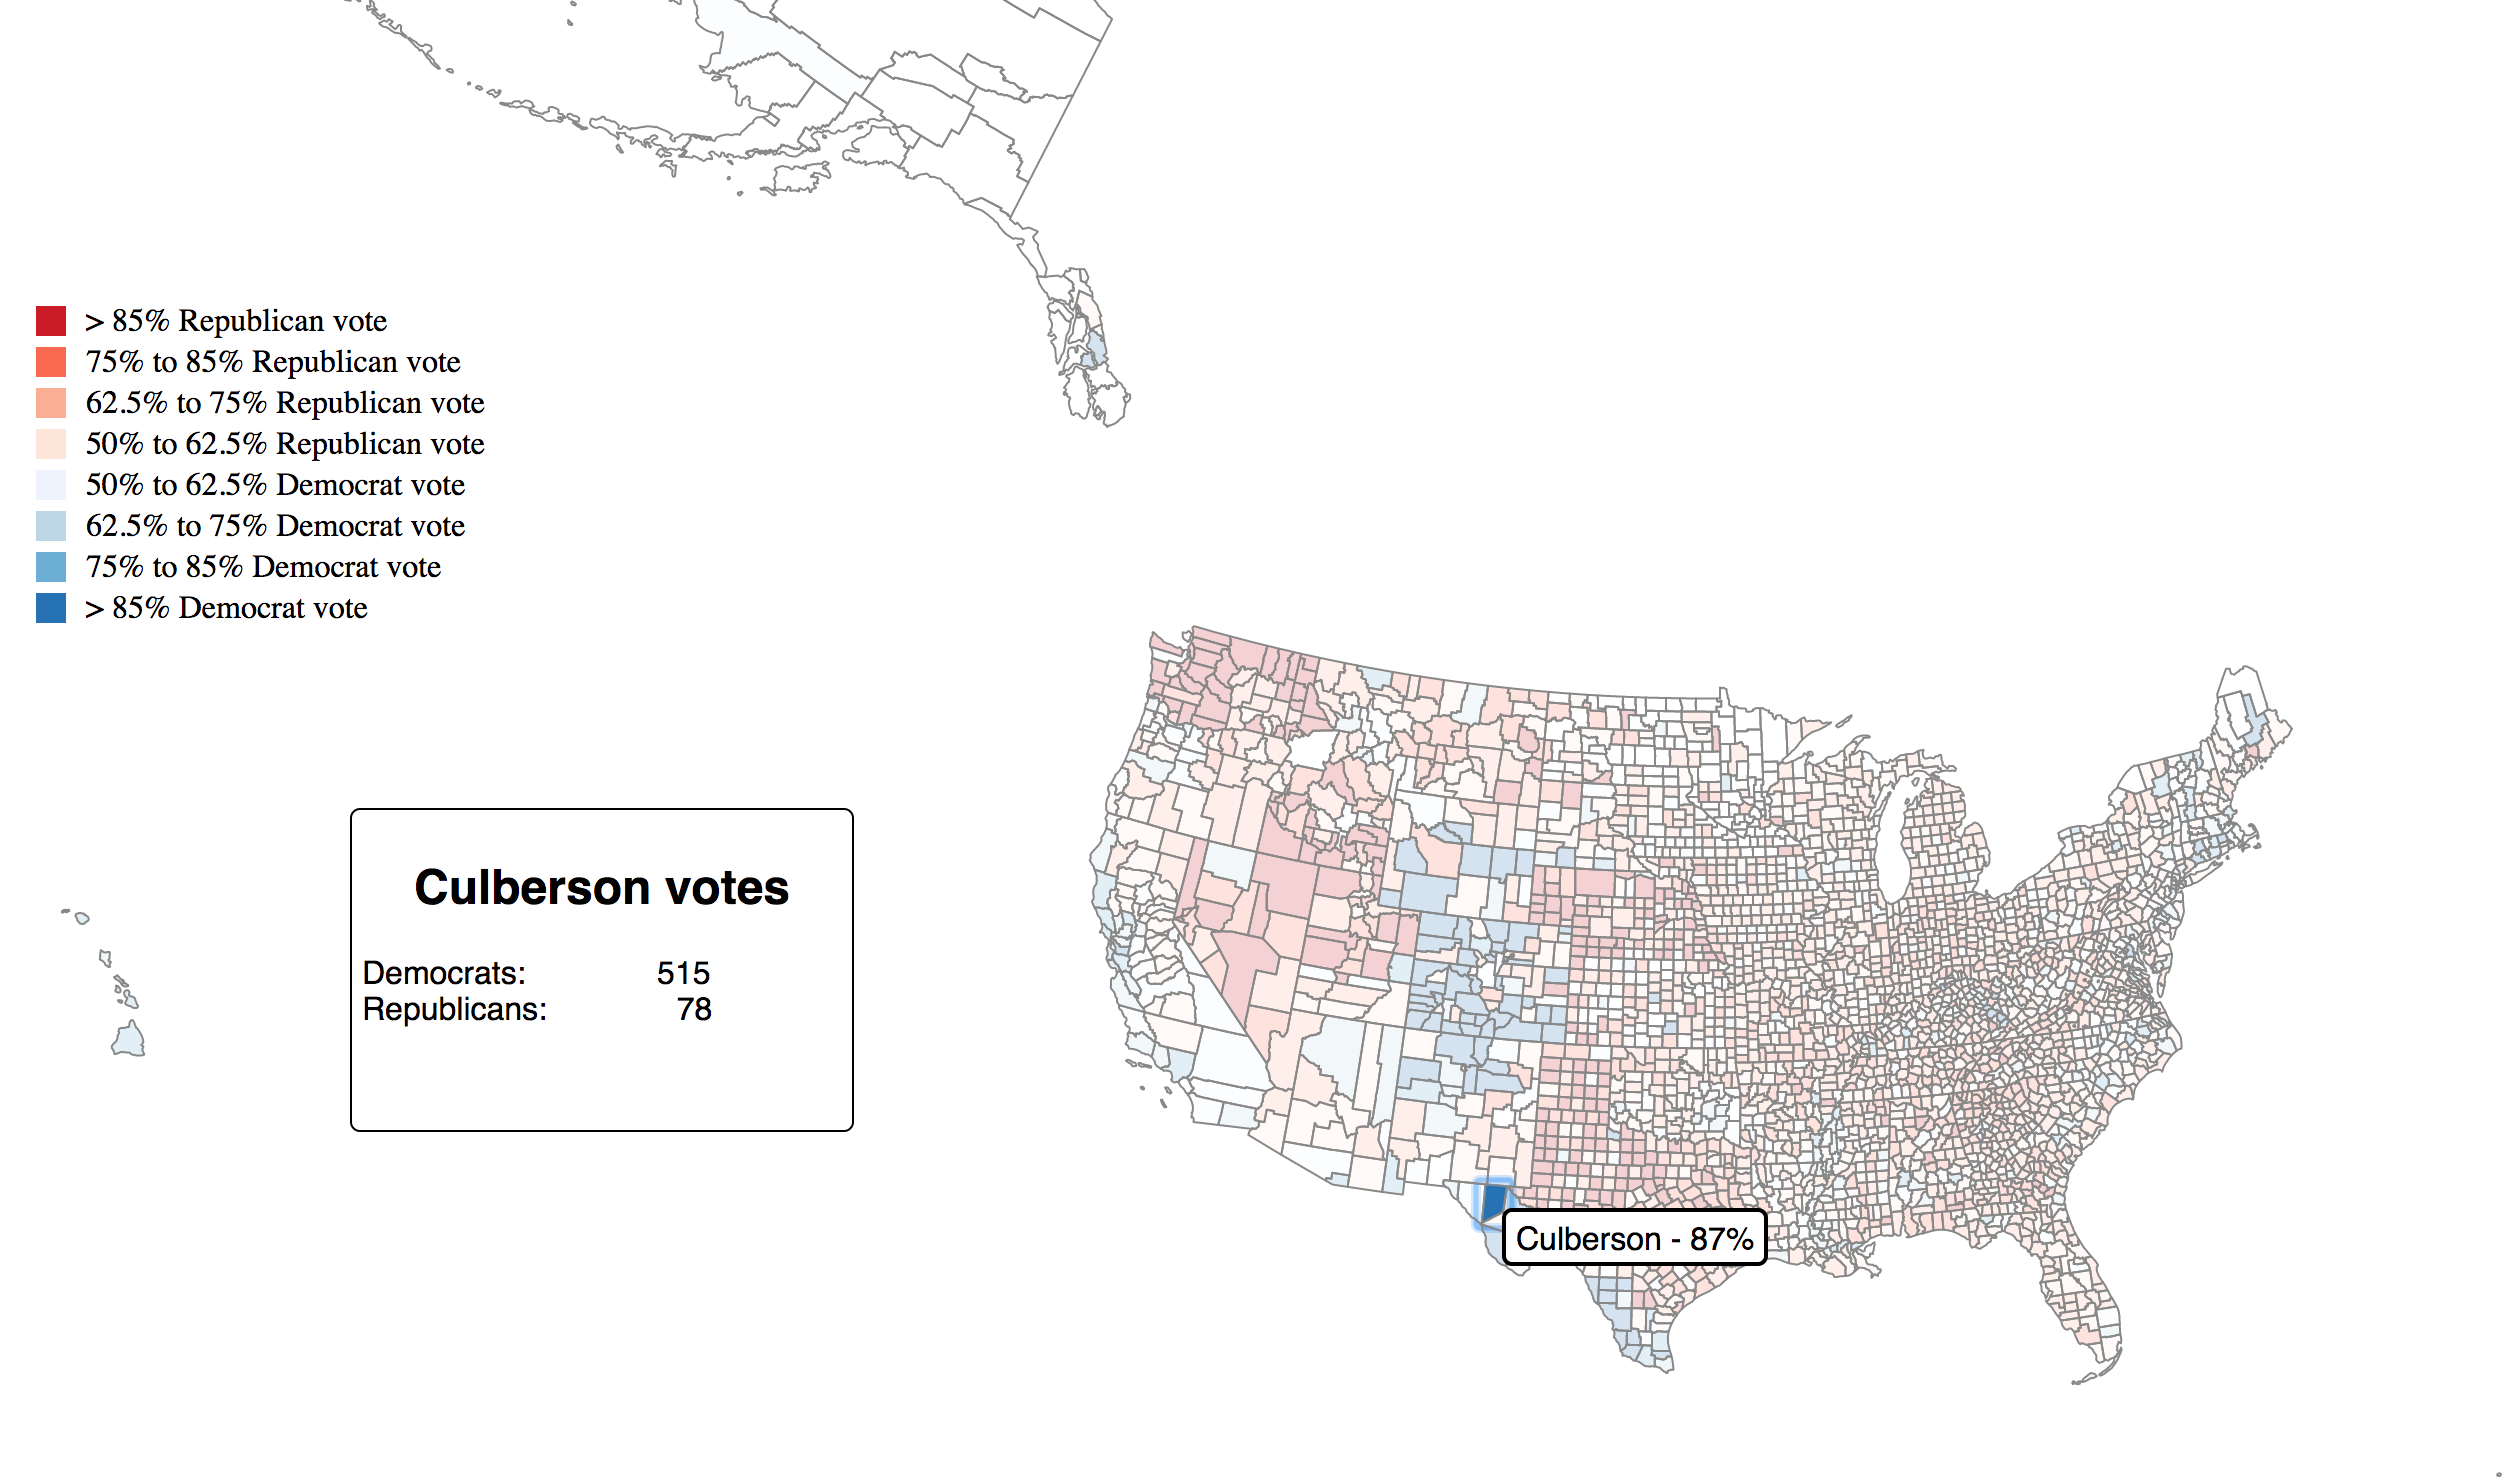 > 85% Republican vote
75% to 85% Republican vote
62.5% to 75% Republican vote
50% to 62.5% Republican vote
50% to 62.5% Democrat vote
62.5% to 75% Democrat vote
75% to 85% Democrat vote
> 85% Democrat vote
Culberson votes
Democrats: 515
Republicans: 78
Culberson - 87%